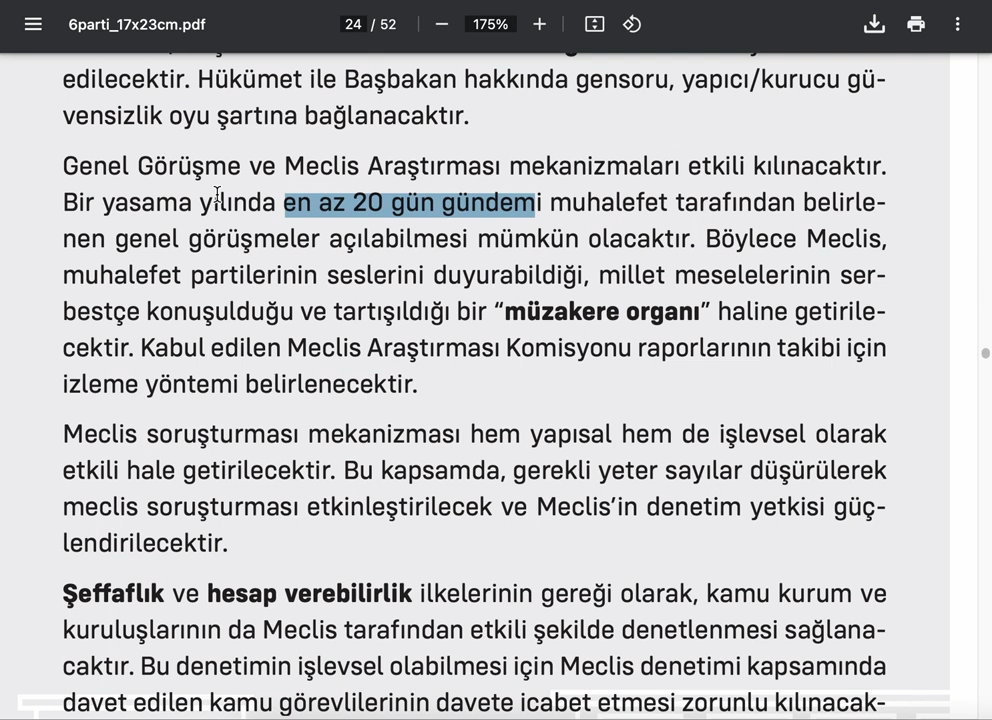 6parti_17x23cm.pdf
24 / 52
175%
edilecektir. Hükümet ile Başbakan hakkında gensoru, yapıcı/kurucu gü-
vensizlik oyu şartına bağlanacaktır.
Genel Görüşme ve Meclis Araştırması mekanizmaları etkili kılınacaktır.
Bir yasama yılında en az 20 gün gündemi muhalefet tarafından belirle-
nen genel görüşmeler açılabilmesi mümkün olacaktır. Böylece Meclis,
muhalefet partilerinin seslerini duyurabildiği, millet meselelerinin ser-
bestçe konuşulduğu ve tartışıldığı bir “müzakere organı” haline getirile-
cektir. Kabul edilen Meclis Araştırması Komisyonu raporlarının takibi için
izleme yöntemi belirlenecektir.
Meclis soruşturması mekanizması hem yapısal hem de işlevsel olarak
etkili hale getirilecektir. Bu kapsamda, gerekli yeter sayılar düşürülerek
meclis soruşturması etkinleştirilecek ve Meclis’in denetim yetkisi güç-
lendirilecektir.
Şeffaflık ve hesap verebilirlik ilkelerinin gereği olarak, kamu kurum ve
kuruluşlarının da Meclis tarafından etkili şekilde denetlenmesi sağlana-
caktır. Bu denetimin işlevsel olabilmesi için Meclis denetimi kapsamında
davet edilen kamu görevlilerinin davete icabet etmesi zorunlu kılınacak-